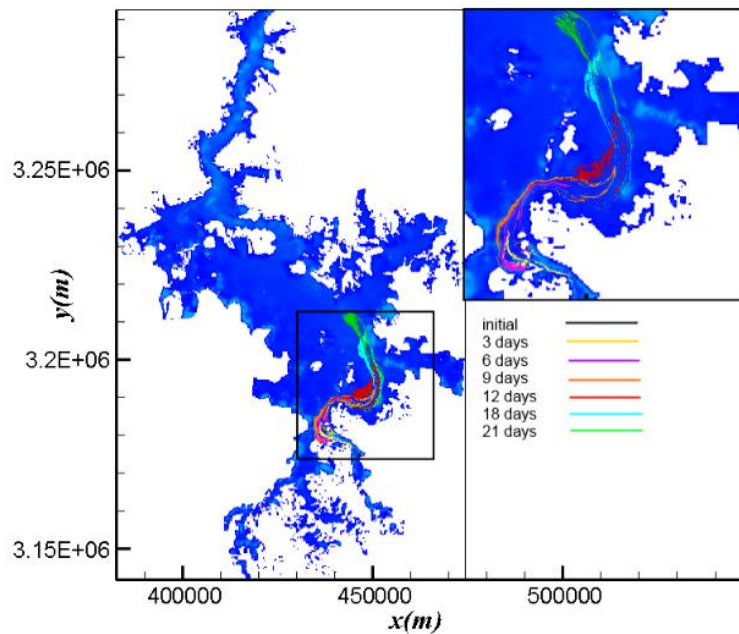 3.25E+06
3.2E+06
3.15E+06
y(m)
400000
450000
500000
x(m)
initial
3 days
6 days
9 days
12 days
18 days
21 days